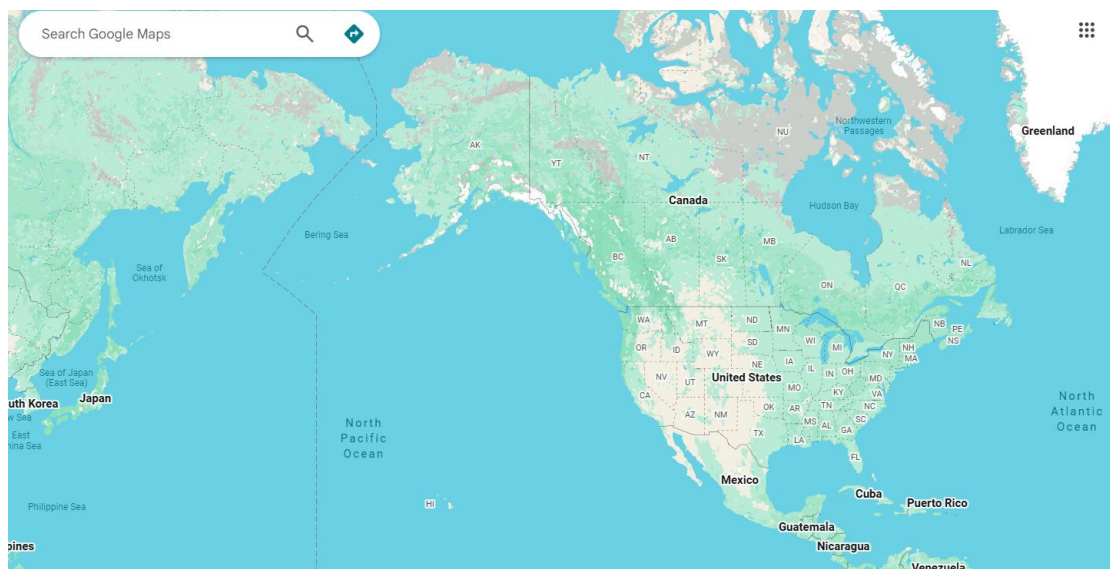 Search Google Maps
Greenland
Northwestern
Passages
NU
AK
YT
NT
Canada
Hudson Bay
Labrador Sea
Bering Sea
Sea of
Okhotsk
AB
MB
SK
BC
NL
ON
QC
WA
MT
ND
MN
NB
PE
NS
OR
ID
WY
SD
WI
MI
NY
NH
MA
Sea of Japan
(East Sea)
NV
UT
NE
IA
IL
IN
OH
United States
MD
uth Korea
Japan
CA
MO
KY
VA
North
Pacific
Ocean
North
Atlantic
Ocean
AZ
NM
OK
AR
TN
NC
MS
AL
SC
GA
TX
LA
FL
w Sea
East
hina Sea
Mexico
Cuba
Puerto Rico
HI
Philippine Sea
Guatemala
Nicaragua
pines
Venezuela